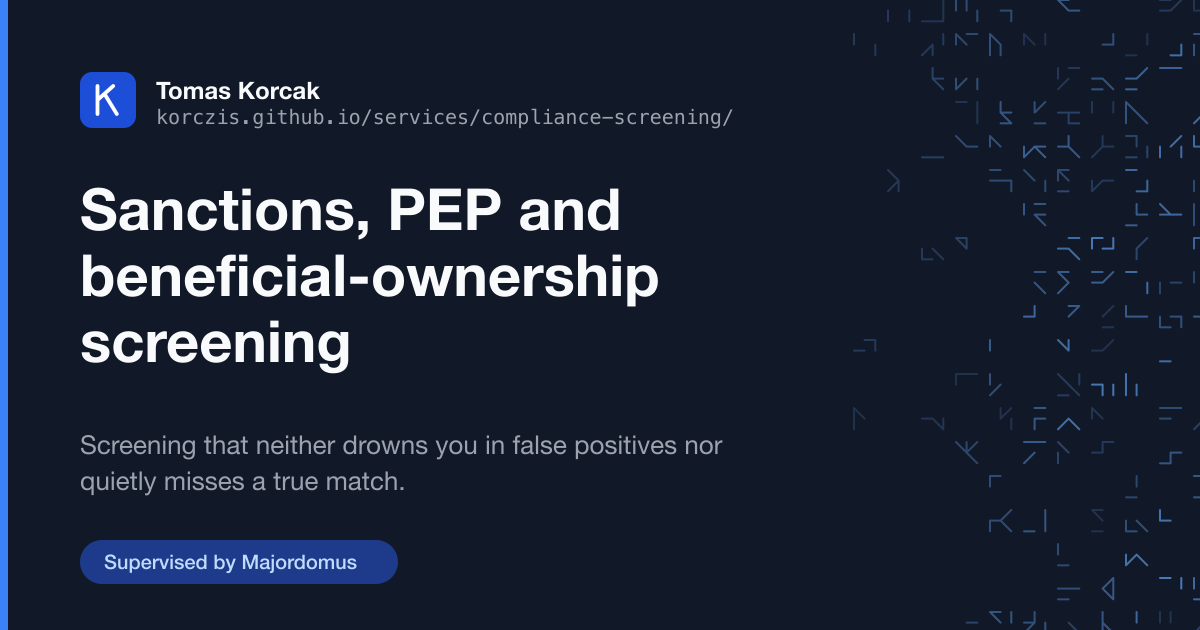 K
Tomas Korcak
korczis.github.io/services/compliance-screening/
Sanctions, PEP and
beneficial-ownership
screening
Screening that neither drowns you in false positives nor
quietly misses a true match.
Supervised by Majordomus